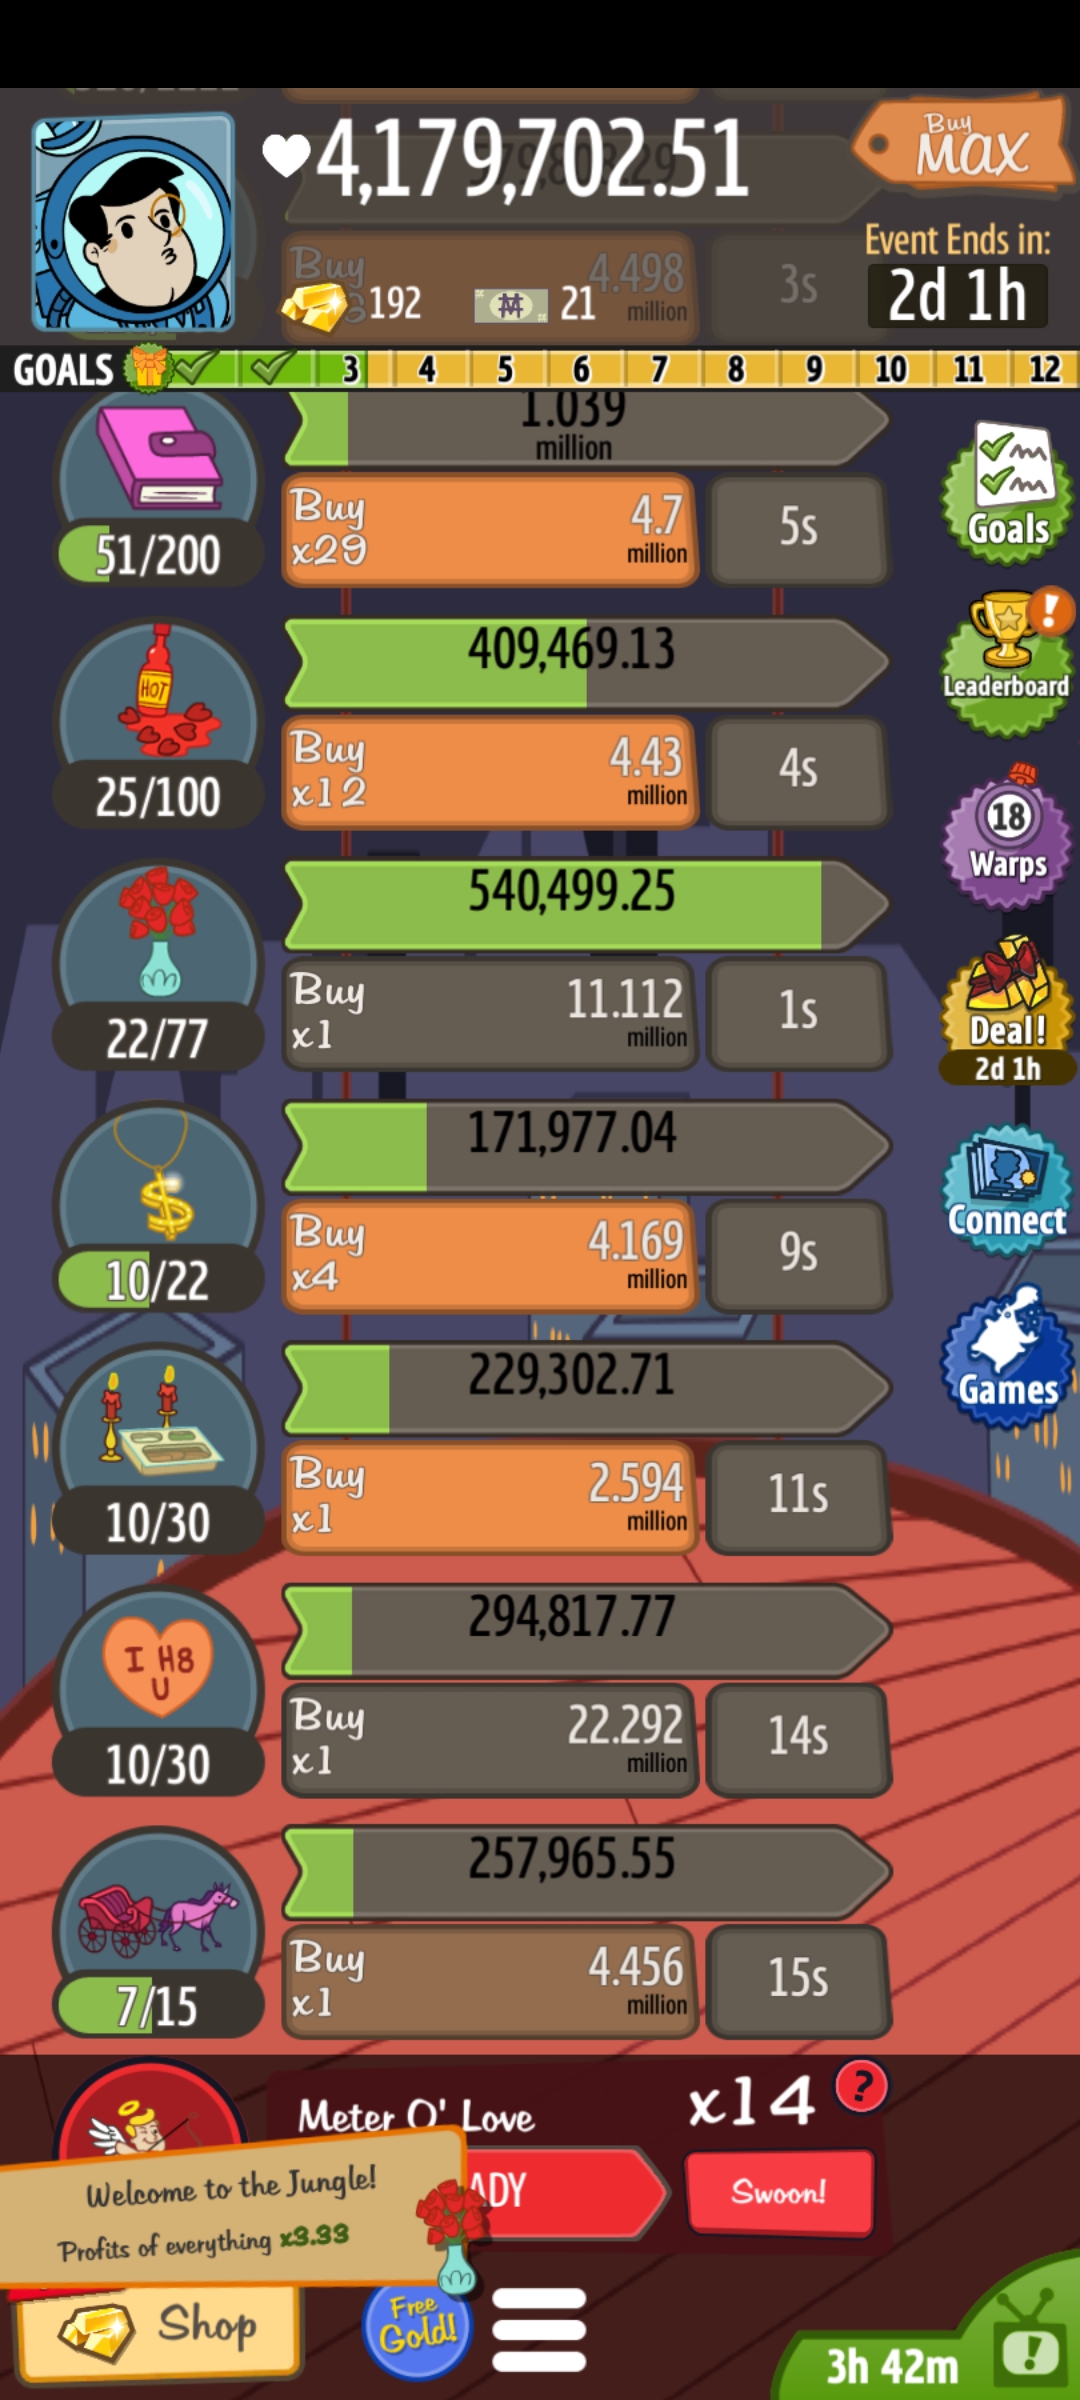 4,179,702.51
Buy
MAX
Event Ends in:
2d 1h
Buy
4.498
million
3s
192
21
GOALS 3 4 5 6 7 8 9 10 11 12
1.039
million
51/200
Buy
x29
4.7
million
5s
Goals
HOT
409,469.13
25/100
Buy
x12
4.43
million
4s
!
Leaderboard
540,499.25
22/77
Buy
x1
11.112
million
1s
18
Warps
Deal!
2d 1h
171,977.04
10/22
Buy
x4
4.169
million
9s
Connect
229,302.71
10/30
Buy
x1
2.594
million
11s
Games
I H8
U
294,817.77
10/30
Buy
x1
22.292
million
14s
257,965.55
7/15
Buy
x1
4.456
million
15s
Meter O' Love
x14
?
ADY
Swoon!
Welcome to the Jungle!
Profits of everything x3.33
Shop
Free
Gold!
3h 42m
!